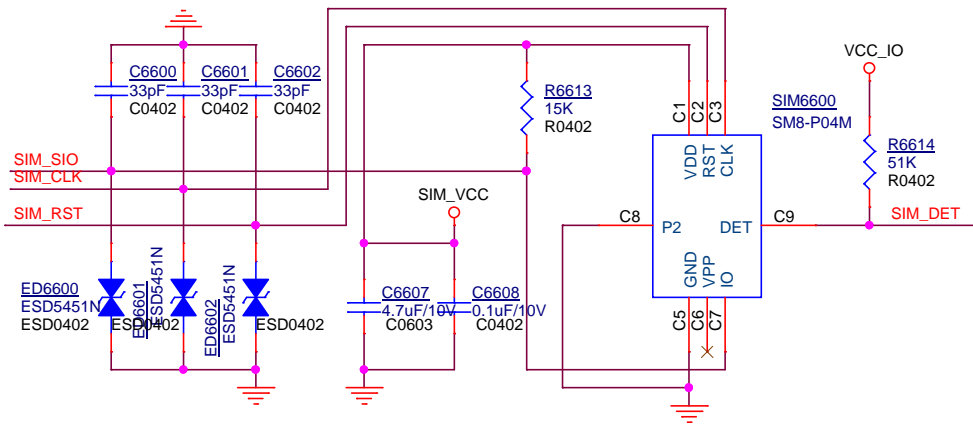 C6600
33pF
C0402
C6601
33pF
C0402
C6602
33pF
C0402
SIM_SIO
SIM_CLK
SIM_RST
ED6600
ESD5451N
ESD0402
ED6601
ESD5451N
ESD0402
ED6602
ESD5451N
ESD0402
R6613
15K
R0402
SIM_VCC
C6607
4.7uF/10V
C0603
C6608
0.1uF/10V
C0402
C1
C2
C3
VDD
RST
CLK
SIM6600
SM8-P04M
C8
P2
DET
C9
GND
VPP
IO
C5
C6
C7
VCC_IO
R6614
51K
R0402
SIM_DET